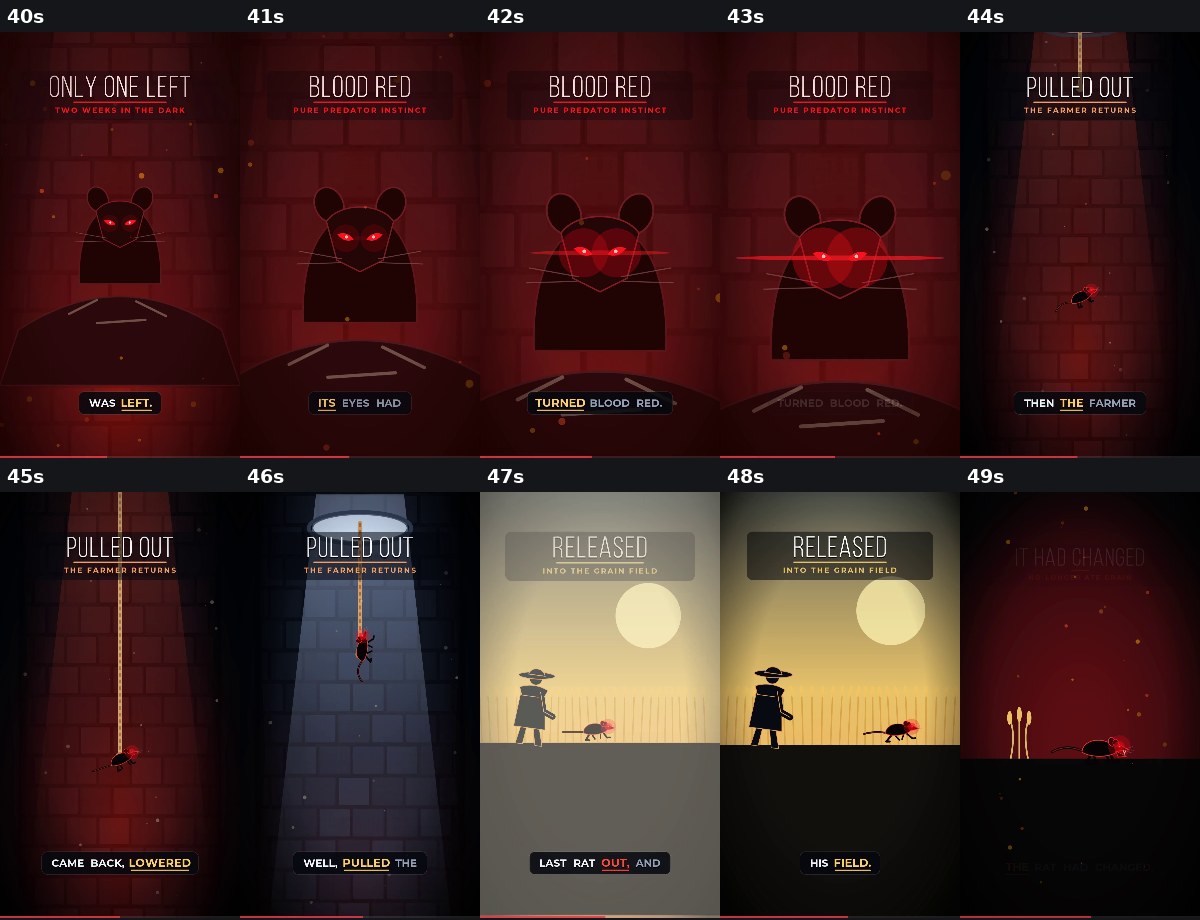 40s
ONLY ONE LEFT
TWO WEEKS IN THE DARK
WAS LEFT.
41s
BLOOD RED
PURE PREDATOR INSTINCT
ITS EYES HAD
42s
BLOOD RED
PURE PREDATOR INSTINCT
TURNED BLOOD RED.
43s
BLOOD RED
PURE PREDATOR INSTINCT
TURNED BLOOD RED.
44s
PULLED OUT
THE FARMER RETURNS
THEN THE FARMER
45s
PULLED OUT
THE FARMER RETURNS
CAME BACK, LOWERED
46s
PULLED OUT
THE FARMER RETURNS
WELL, PULLED THE
47s
RELEASED
INTO THE GRAIN FIELD
LAST RAT OUT, AND
48s
RELEASED
INTO THE GRAIN FIELD
HIS FIELD.
49s
IT HAD CHANGED
THE RAT HAD CHANGED.